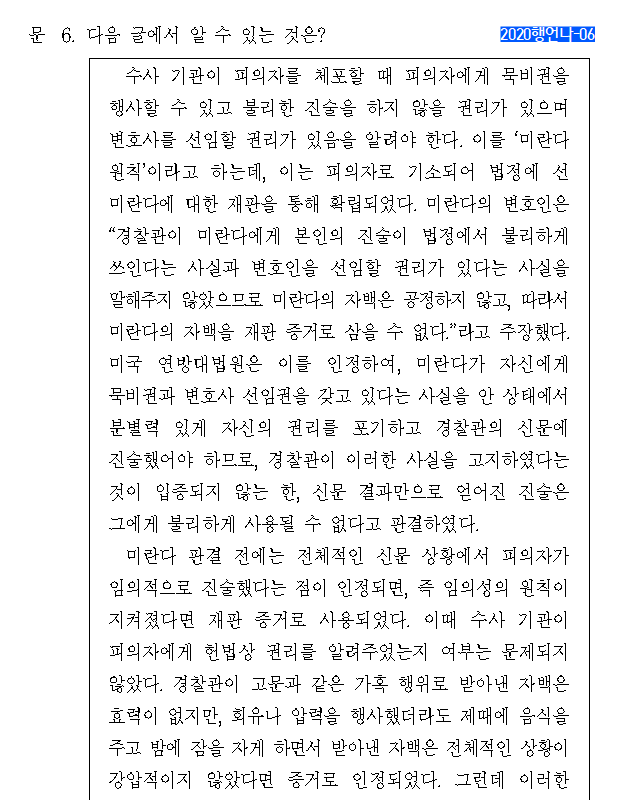 문 6. 다음 글에서 알 수 있는 것은?
2020행언나-06
수사 기관이 피의자를 체포할 때 피의자에게 묵비권을
행사할 수 있고 불리한 진술을 하지 않을 권리가 있으며
변호사를 선임할 권리가 있음을 알려야 한다. 이를 ‘미란다
원칙’이라고 하는데, 이는 피의자로 기소되어 법정에 선
미란다에 대한 재판을 통해 확립되었다. 미란다의 변호인은
“경찰관이 미란다에게 본인의 진술이 법정에서 불리하게
쓰인다는 사실과 변호인을 선임할 권리가 있다는 사실을
말해주지 않았으므로 미란다의 자백은 공정하지 않고, 따라서
미란다의 자백을 재판 증거로 삼을 수 없다.”라고 주장했다.
미국 연방대법원은 이를 인정하여, 미란다가 자신에게
묵비권과 변호사 선임권을 갖고 있다는 사실을 안 상태에서
분별력 있게 자신의 권리를 포기하고 경찰관의 신문에
진술했어야 하므로, 경찰관이 이러한 사실을 고지하였다는
것이 입증되지 않는 한, 신문 결과만으로 얻어진 진술은
그에게 불리하게 사용될 수 없다고 판결하였다.
미란다 판결 전에는 전체적인 신문 상황에서 피의자가
임의적으로 진술했다는 점이 인정되면, 즉 임의성의 원칙이
지켜졌다면 재판 증거로 사용되었다. 이때 수사 기관이
피의자에게 헌법상 권리를 알려주었는지 여부는 문제되지
않았다. 경찰관이 고문과 같은 가혹 행위로 받아낸 자백은
효력이 없지만, 회유나 압력을 행사했더라도 제때에 음식을
주고 밤에 잠을 자게 하면서 받아낸 자백은 전체적인 상황이
강압적이지 않았다면 증거로 인정되었다. 그런데 이러한